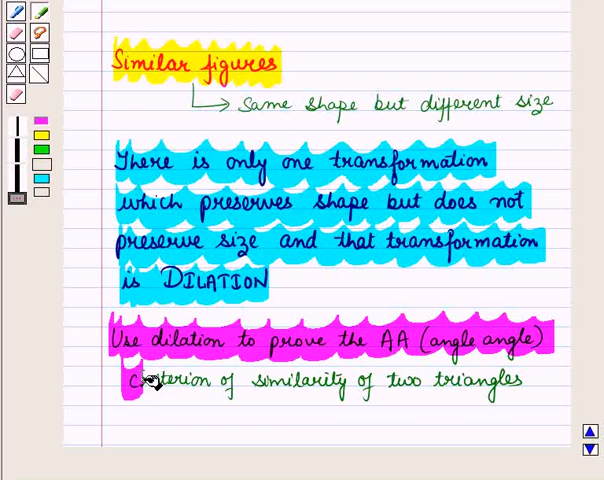 Similar figures
Same shape but different size
There is only one transformation
which preserves shape but does not
preserve size and that transformation
is DILATION
Use dilation to prove the AA (angle angle)
criterion of similarity of two triangles